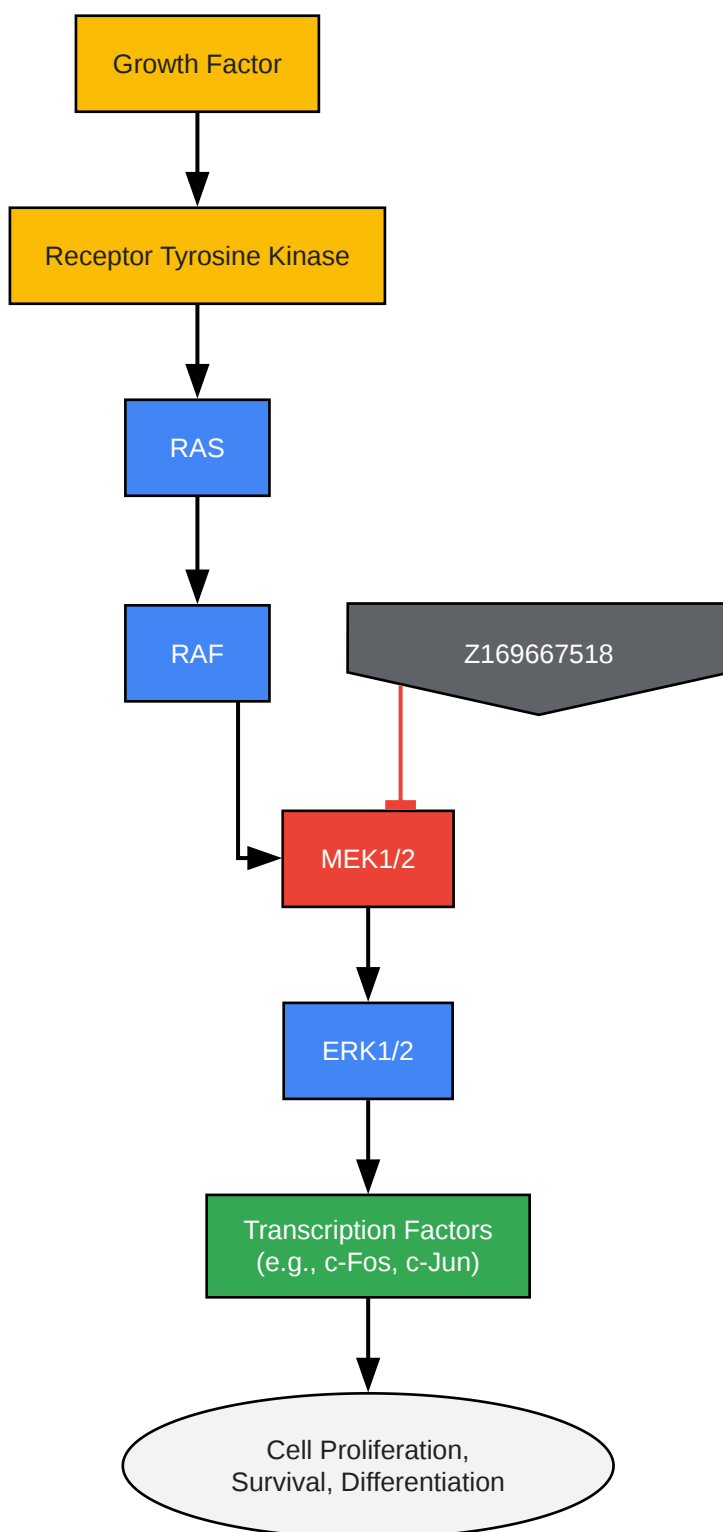 Growth Factor
Receptor Tyrosine Kinase
RAS
RAF
Z169667518
MEK1/2
ERK1/2
Transcription Factors
(e.g., c-Fos, c-Jun)
Cell Proliferation,
Survival, Differentiation